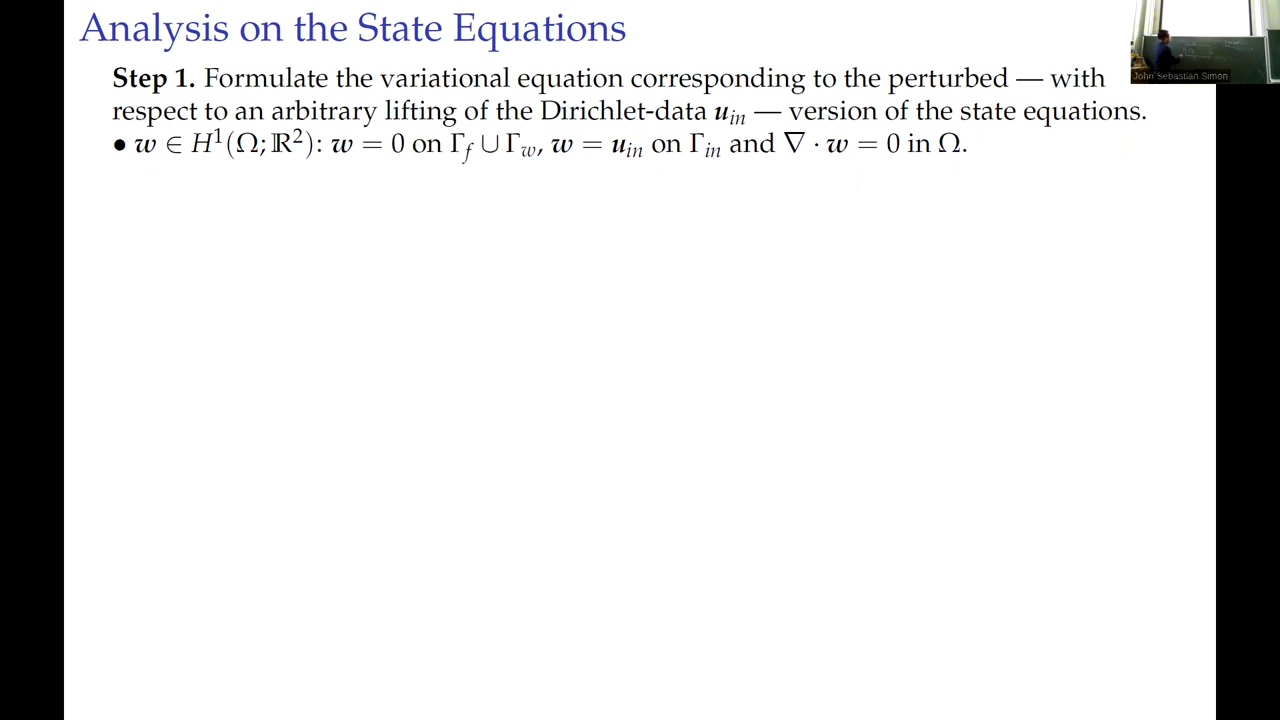 Analysis on the State Equations
John Sebastian Simon
Step 1. Formulate the variational equation corresponding to the perturbed — with
respect to an arbitrary lifting of the Dirichlet-data u_in — version of the state equations.
• w ∈ H¹(Ω; ℝ²): w = 0 on Γ_f ∪ Γ_w, w = u_in on Γ_in and ∇ · w = 0 in Ω.